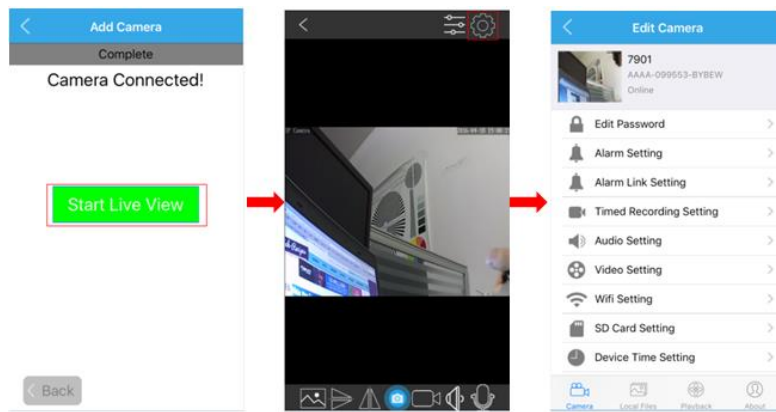 Add Camera
Complete
Camera Connected!
Start Live View
Back
Edit Camera
7901
AAAA-099553-BYBEW
Online
Edit Password
Alarm Setting
Alarm Link Setting
Timed Recording Setting
Audio Setting
Video Setting
Wifi Setting
SD Card Setting
Device Time Setting
Camera
Local Files
Playback
About